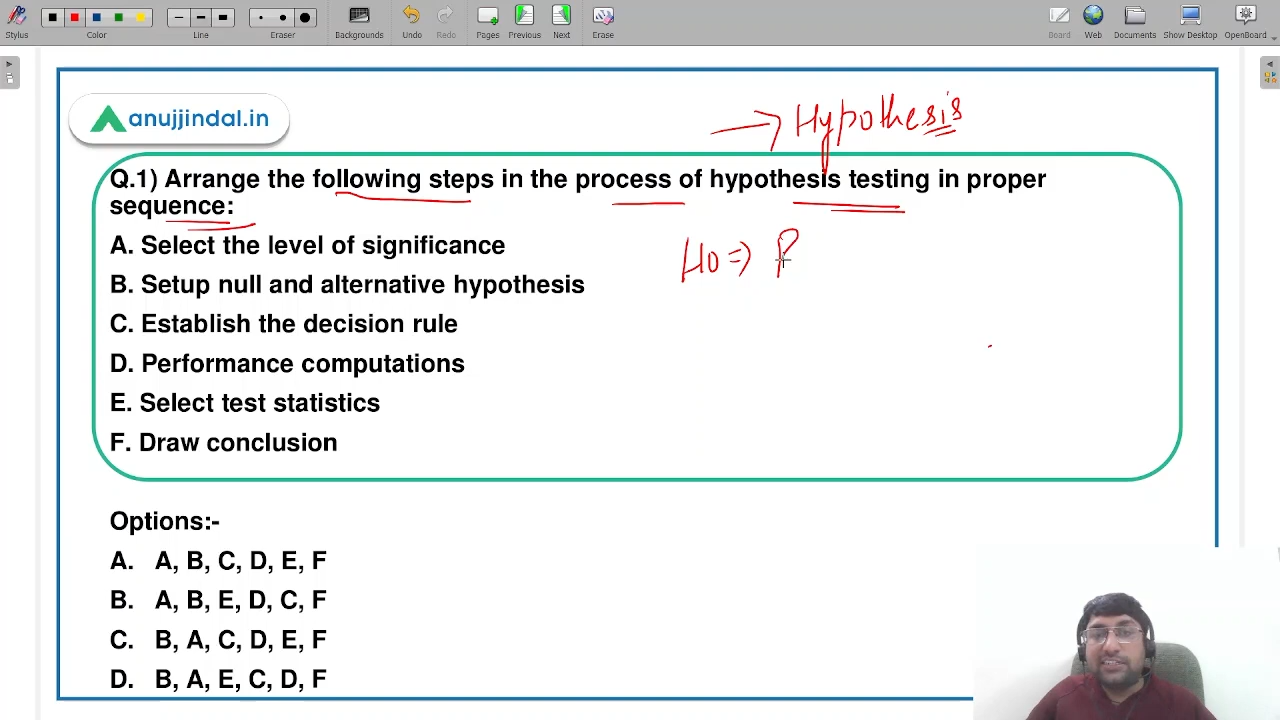 Stylus Color Line Eraser Backgrounds Undo Redo Pages Previous Next Erase Board Web Documents Show Desktop OpenBoard
anujjindal.in
→ Hypothesis
Q.1) Arrange the following steps in the process of hypothesis testing in proper
sequence:
A. Select the level of significance
H0 => P
B. Setup null and alternative hypothesis
C. Establish the decision rule
D. Performance computations
E. Select test statistics
F. Draw conclusion
Options:-
A. A, B, C, D, E, F
B. A, B, E, D, C, F
C. B, A, C, D, E, F
D. B, A, E, C, D, F